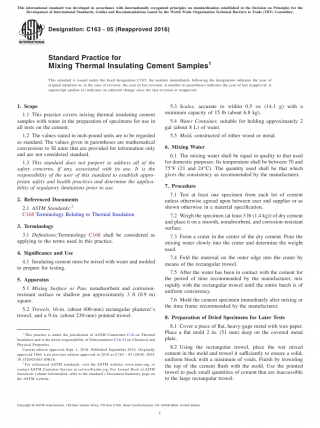 This international standard was developed in accordance with internationally recognized principles on standardization established in the Decision on Principles for the
Development of International Standards, Guides and Recommendations issued by the World Trade Organization Technical Barriers to Trade (TBT) Committee.
Designation: C163 − 05 (Reapproved 2016)
Standard Practice for
Mixing Thermal Insulating Cement Samples1
This standard is issued under the fixed designation C163; the number immediately following the designation indicates the year of
original adoption or, in the case of revision, the year of last revision. A number in parentheses indicates the year of last reapproval. A
superscript epsilon (ε) indicates an editorial change since the last revision or reapproval.
1. Scope
1.1 This practice covers mixing thermal insulating cement
samples with water in the preparation of specimens for use in
all tests on the cement.
1.2 The values stated in inch-pound units are to be regarded
as standard. The values given in parentheses are mathematical
conversions to SI units that are provided for information only
and are not considered standard.
1.3 This standard does not purport to address all of the
safety concerns, if any, associated with its use. It is the
responsibility of the user of this standard to establish appro-
priate safety and health practices and determine the applica-
bility of regulatory limitations prior to use.
2. Referenced Documents
2.1 ASTM Standards:2
C168 Terminology Relating to Thermal Insulation
3. Terminology
3.1 Definitions: Terminology C168 shall be considered as
applying to the terms used in this practice.
4. Significance and Use
4.1 Insulating cement must be mixed with water and molded
to prepare for testing.
5. Apparatus
5.1 Mixing Surface or Pan, nonabsorbent and corrosion-
resistant surface or shallow pan approximately 3 ft (0.9 m)
square.
5.2 Trowels, 16-in. (about 400-mm) rectangular plasterer's
trowel, and a 9-in. (about 230-mm) pointed trowel.
1 This practice is under the jurisdiction of ASTM Committee C16 on Thermal
Insulation and is the direct responsibility of Subcommittee C16.31 on Chemical and
Physical Properties.
Current edition approved Sept. 1, 2016. Published September 2016. Originally
approved 1941. Last previous edition approved in 2010 as C163 – 05 (2010). DOI:
10.1520/C0163-05R16.
2 For referenced ASTM standards, visit the ASTM website, www.astm.org, or
contact ASTM Customer Service at service@astm.org. For Annual Book of ASTM
Standards volume information, refer to the standard's Document Summary page on
the ASTM website.
5.3 Scales, accurate to within 0.5 oz (14.1 g) with a
minimum capacity of 15 lb (about 6.8 kg).
5.4 Water Container, suitable for holding approximately 2
gal (about 8 L) of water.
5.5 Mold, constructed of either wood or metal.
6. Mixing Water
6.1 The mixing water shall be equal in quality to that used
for domestic purposes. Its temperature shall be between 70 and
75°F (21 and 24°C). The quantity used shall be that which
gives the consistency as recommended by the manufacturer.
7. Procedure
7.1 Test at least one specimen from each lot of cement
unless otherwise agreed upon between user and supplier or as
shown otherwise in a material specification.
7.2 Weigh the specimen (at least 3 lb (1.4 kg)) of dry cement
and place it on a smooth, nonabsorbent, and corrosion-resistant
surface.
7.3 Form a crater in the center of the dry cement. Pour the
mixing water slowly into the crater and determine the weight
used.
7.4 Fold the material on the outer edge into the crater by
means of the rectangular trowel.
7.5 After the water has been in contact with the cement for
the period of time recommended by the manufacturer, mix
rapidly with the rectangular trowel until the entire batch is of
uniform consistency.
7.6 Mold the cement specimen immediately after mixing or
the time frame recommended by the manufacturer.
8. Preparation of Dried Specimens for Later Tests
8.1 Cover a piece of flat, heavy-gauge metal with wax paper.
Place the mold 2 in. (51 mm) deep on the covered metal
plate.
8.2 Using the rectangular trowel, place the wet mixed
cement in the mold and trowel it sufficiently to ensure a solid,
uniform block with a minimum of voids. Finish by troweling
the top of the cement flush with the mold. Use the pointed
trowel to pack small quantities of cement that are inaccessible
to the large rectangular trowel.
Copyright © ASTM International, 100 Barr Harbor Drive, PO Box C700, West Conshohocken, PA 19428-2959. United States
1